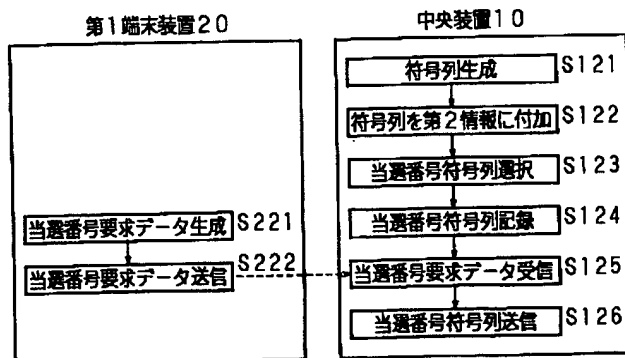 第1端末装置20
当選番号要求データ生成 S221
当選番号要求データ送信 S222
中央装置10
符号列生成 S121
符号列を第2情報に付加 S122
当選番号符号列選択 S123
当選番号符号列記録 S124
当選番号要求データ受信 S125
当選番号符号列送信 S126